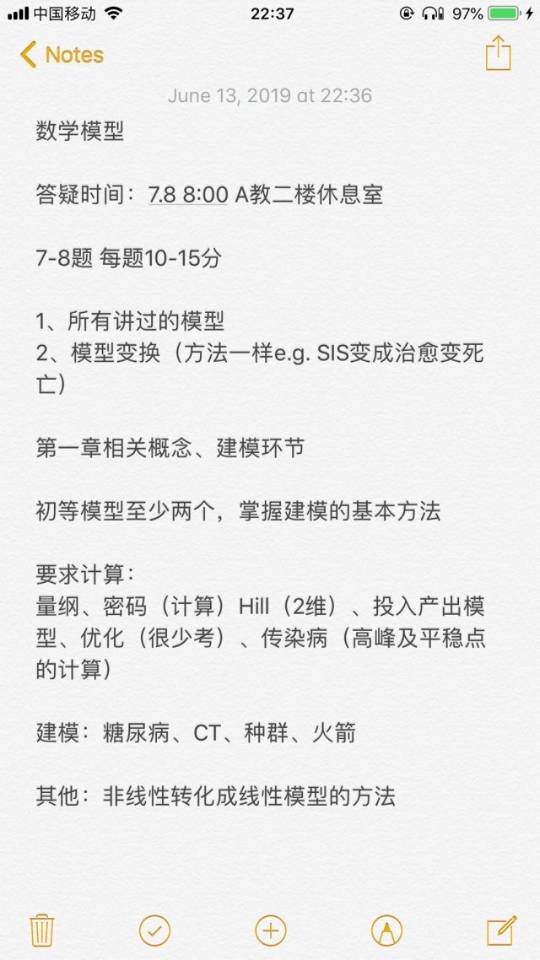 中国移动 22:37 97%
Notes
June 13, 2019 at 22:36
数学模型
答疑时间：7.8 8:00 A教二楼休息室
7-8题 每题10-15分
1、所有讲过的模型
2、模型变换（方法一样e.g. SIS变成治愈变死
亡）
第一章相关概念、建模环节
初等模型至少两个，掌握建模的基本方法
要求计算：
量纲、密码（计算）Hill（2维）、投入产出模
型、优化（很少考）、传染病（高峰及平稳点
的计算）
建模：糖尿病、CT、种群、火箭
其他：非线性转化成线性模型的方法